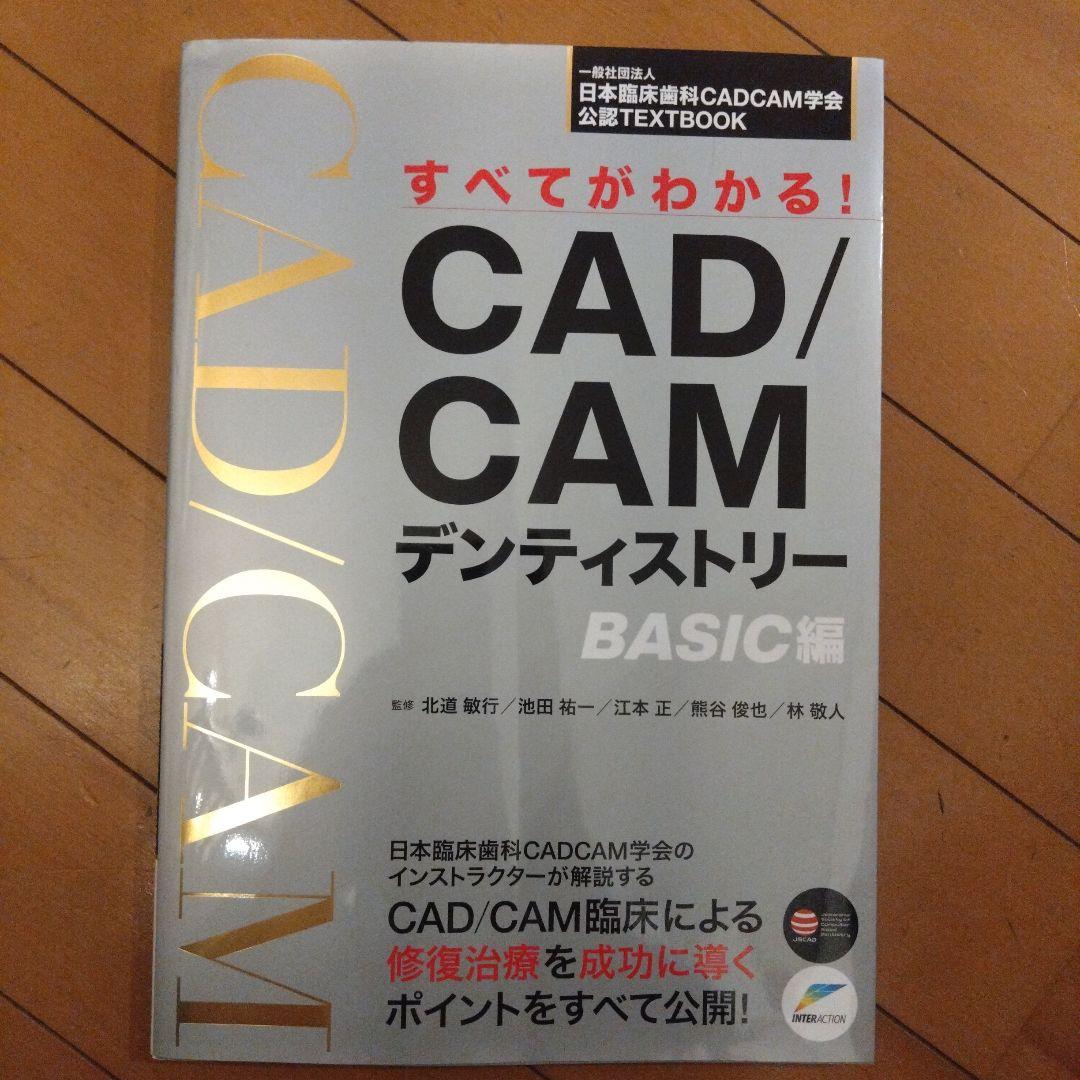 CAD/CAM
一般社団法人
日本臨床歯科CADCAM学会
公認TEXTBOOK
すべてがわかる!
CAD/
CAM
デンティストリー
BASIC編
監修 北道 敏行/池田 祐一/江本 正/熊谷 俊也/林 敬人
日本臨床歯科CADCAM学会の
インストラクターが解説する
CAD/CAM臨床による
修復治療を成功に導く
ポイントをすべて公開!
JSCAD
INTERACTION